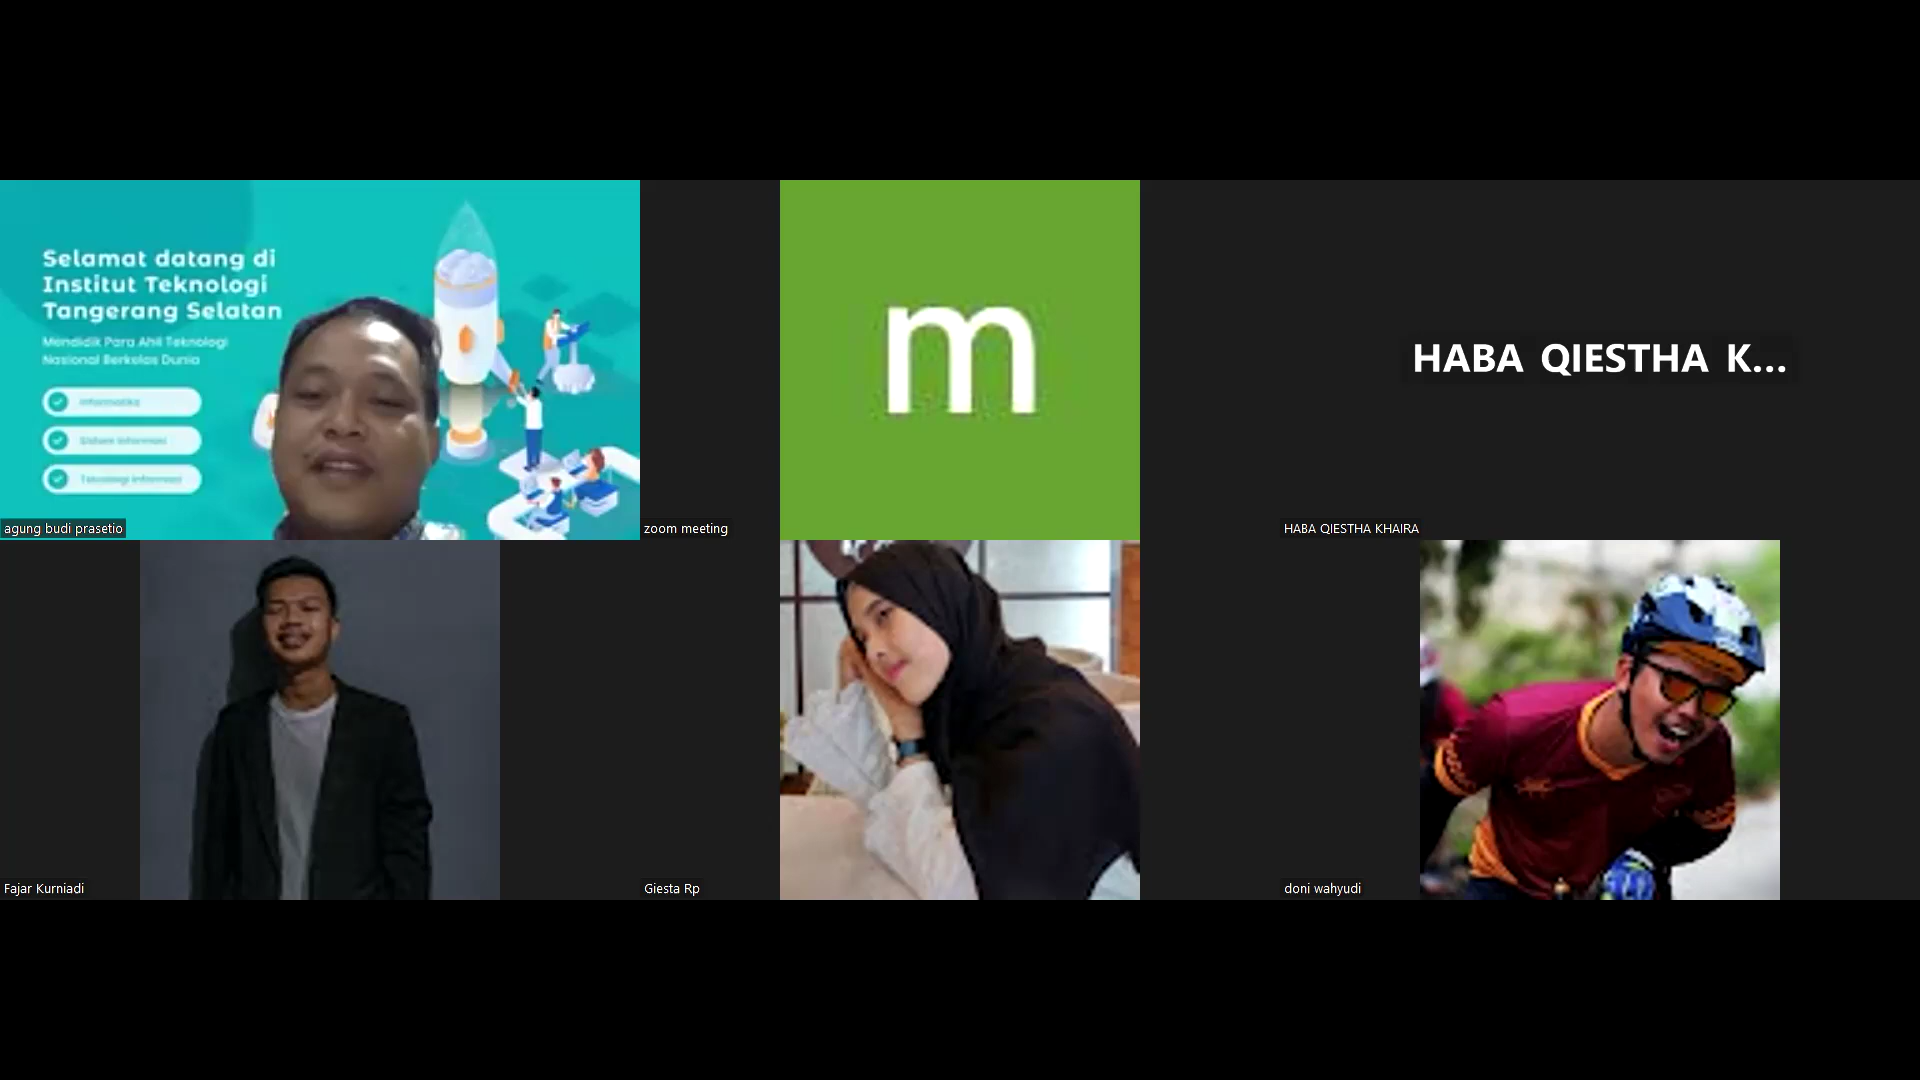 Selamat datang di
Institut Teknologi
Tangerang Selatan
Mendidik Para Ahli Teknologi
Nasional Berkelas Dunia
Informatika
Sistem Informasi
Teknologi Informasi
agung budi prasetio
m
zoom meeting
HABA QIESTHA K...
HABA QIESTHA KHAIRA
Fajar Kurniadi
Giesta Rp
doni wahyudi